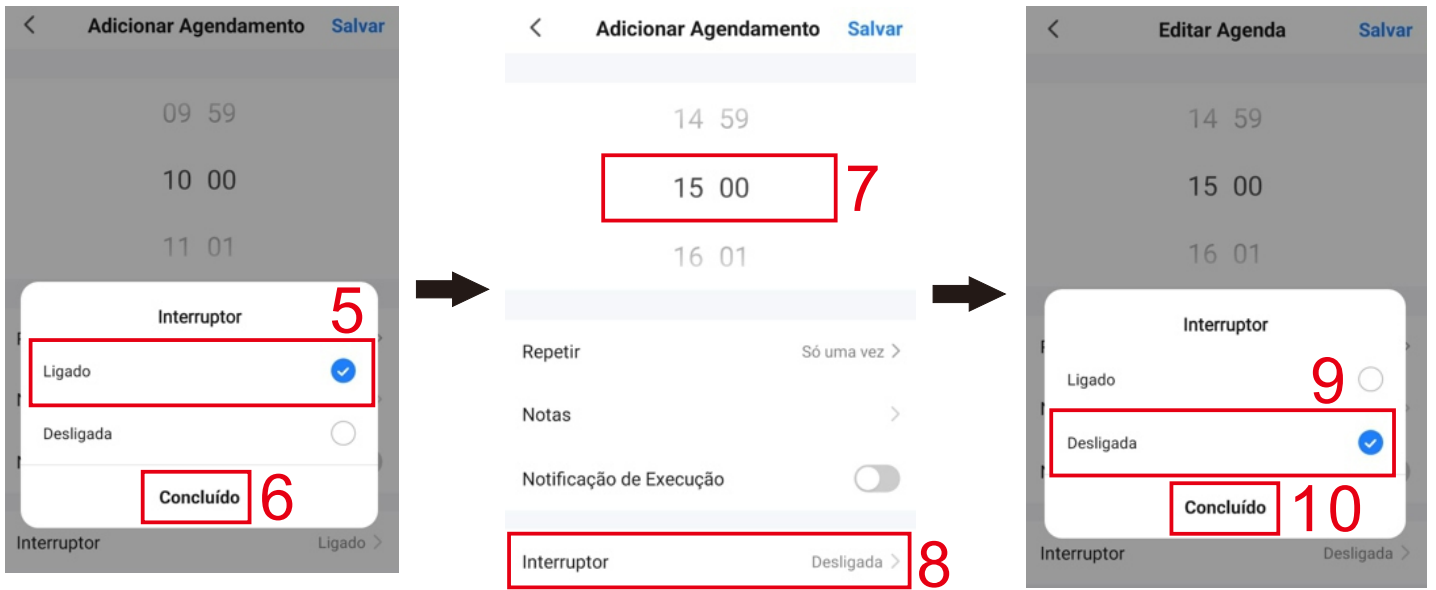 Adicionar Agendamento Salvar
09 59
10 00
11 01
Interruptor
5
Ligado
Desligada
Concluído
6
Interruptor Ligado
Adicionar Agendamento Salvar
14 59
15 00
7
16 01
Repetir Só uma vez
Notas
Notificação de Execução
Interruptor Desligada
8
Editar Agenda Salvar
14 59
15 00
16 01
Interruptor
Ligado
9
Desligada
Concluído
10
Interruptor Desligada